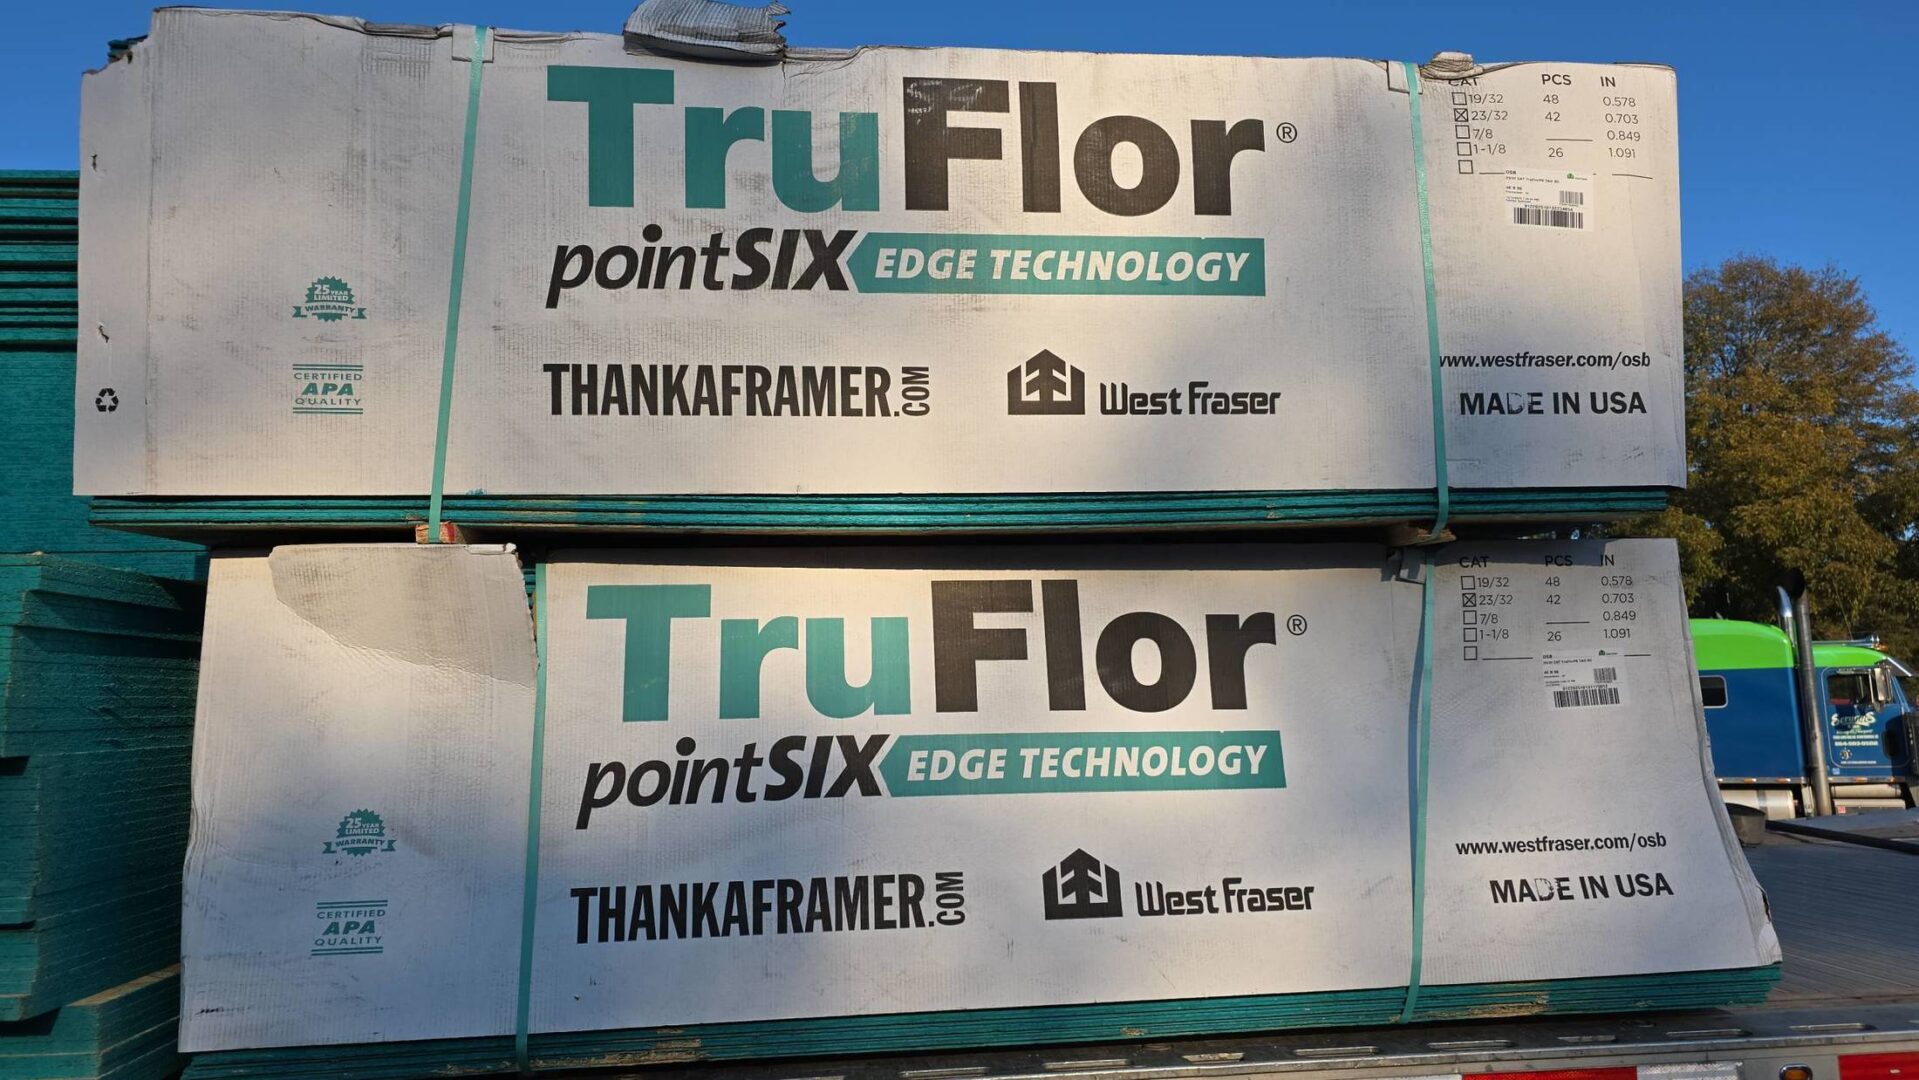 TruFlor®
pointSIX EDGE TECHNOLOGY
25 YEAR
LIMITED
WARRANTY
CERTIFIED
APA
QUALITY
THANKAFRAMER.COM
West Fraser
CAT PCS IN
19/32 48 0.578
23/32 42 0.703
7/8 0.849
1-1/8 26 1.091
OSB
www.westfraser.com/osb
MADE IN USA
TruFlor®
pointSIX EDGE TECHNOLOGY
25 YEAR
LIMITED
WARRANTY
CERTIFIED
APA
QUALITY
THANKAFRAMER.COM
West Fraser
CAT PCS IN
19/32 48 0.578
23/32 42 0.703
7/8 0.849
1-1/8 26 1.091
OSB
www.westfraser.com/osb
MADE IN USA